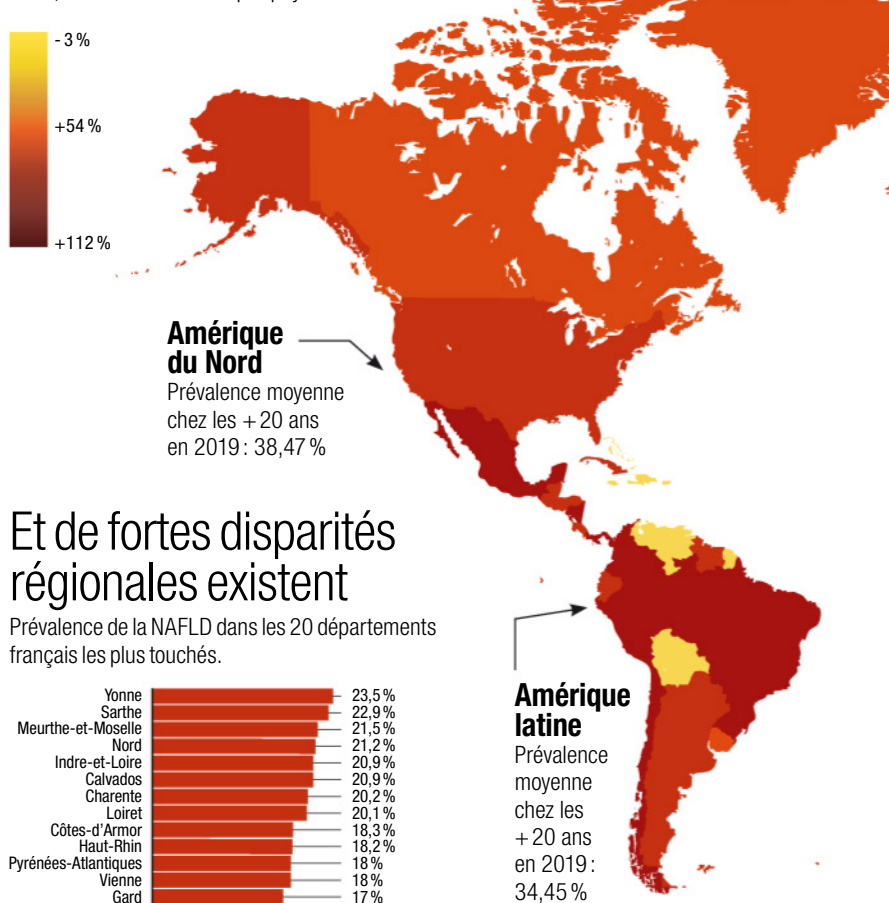 - 3 %
+54 %
+112 %
Amérique
du Nord
Prévalence moyenne
chez les +20 ans
en 2019 : 38,47 %
Et de fortes disparités
régionales existent
Prévalence de la NAFLD dans les 20 départements
français les plus touchés.
Yonne 23,5 %
Sarthe 22,9 %
Meurthe-et-Moselle 21,5 %
Nord 21,2 %
Indre-et-Loire 20,9 %
Calvados 20,9 %
Charente 20,2 %
Loiret 20,1 %
Côtes-d'Armor 18,3 %
Haut-Rhin 18,2 %
Pyrénées-Atlantiques 18 %
Vienne 18 %
Gard 17 %
Amérique
latine
Prévalence
moyenne
chez les
+20 ans
en 2019 :
34,45 %